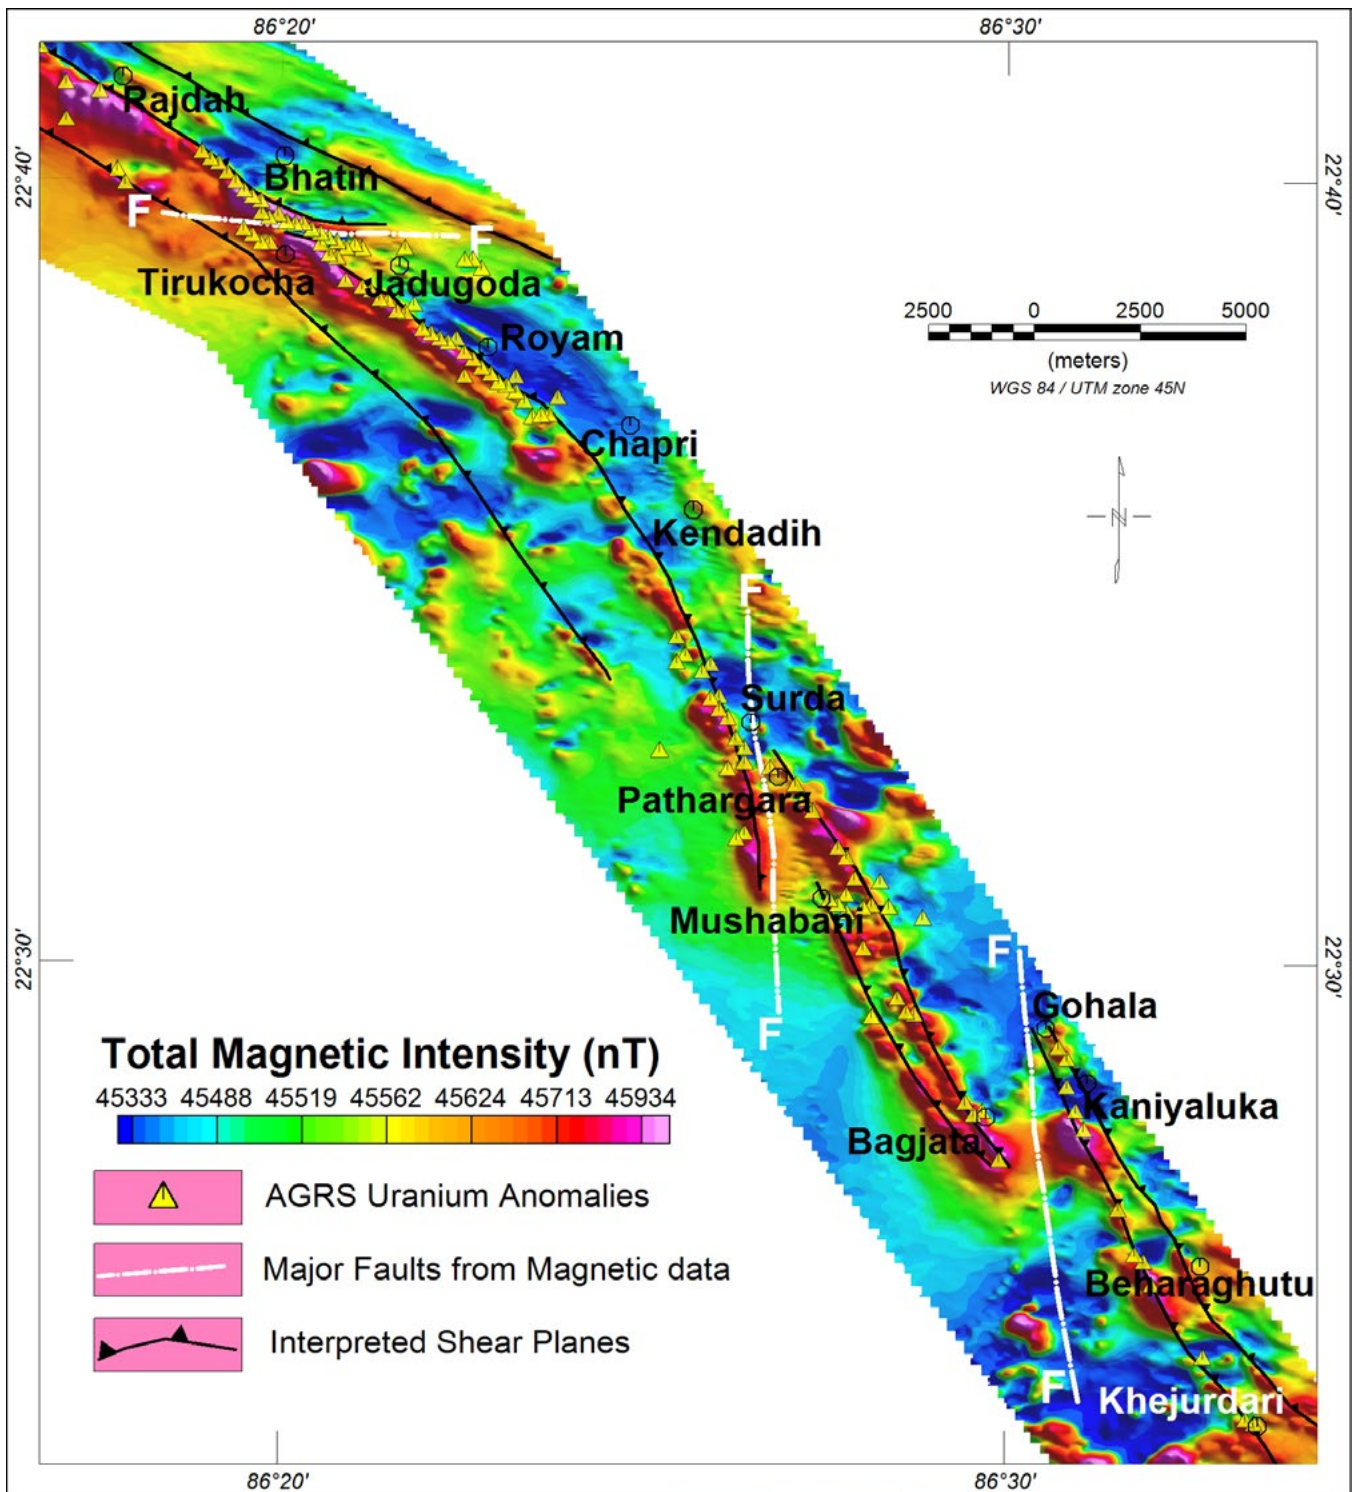 86°20' 86°30'
Rajdah
22°40' 22°40'
Bhatin
F F
Tirukocha Jadugoda
25000 0 25000 5000
Royam
(meters)
WGS 84 / UTM zone 45N
Chapri
N
Kendadih
F
Surda
Pathargara
Mushabani
F
22°30' 22°30'
Gohala
F
Total Magnetic Intensity (nT)
45333 45488 45519 45562 45624 45713 45934
Kaniyaluka
Bagjata
AGRS Uranium Anomalies
Major Faults from Magnetic data
Beharaghutu
Interpreted Shear Planes
F
Khejurdari
86°20' 86°30'